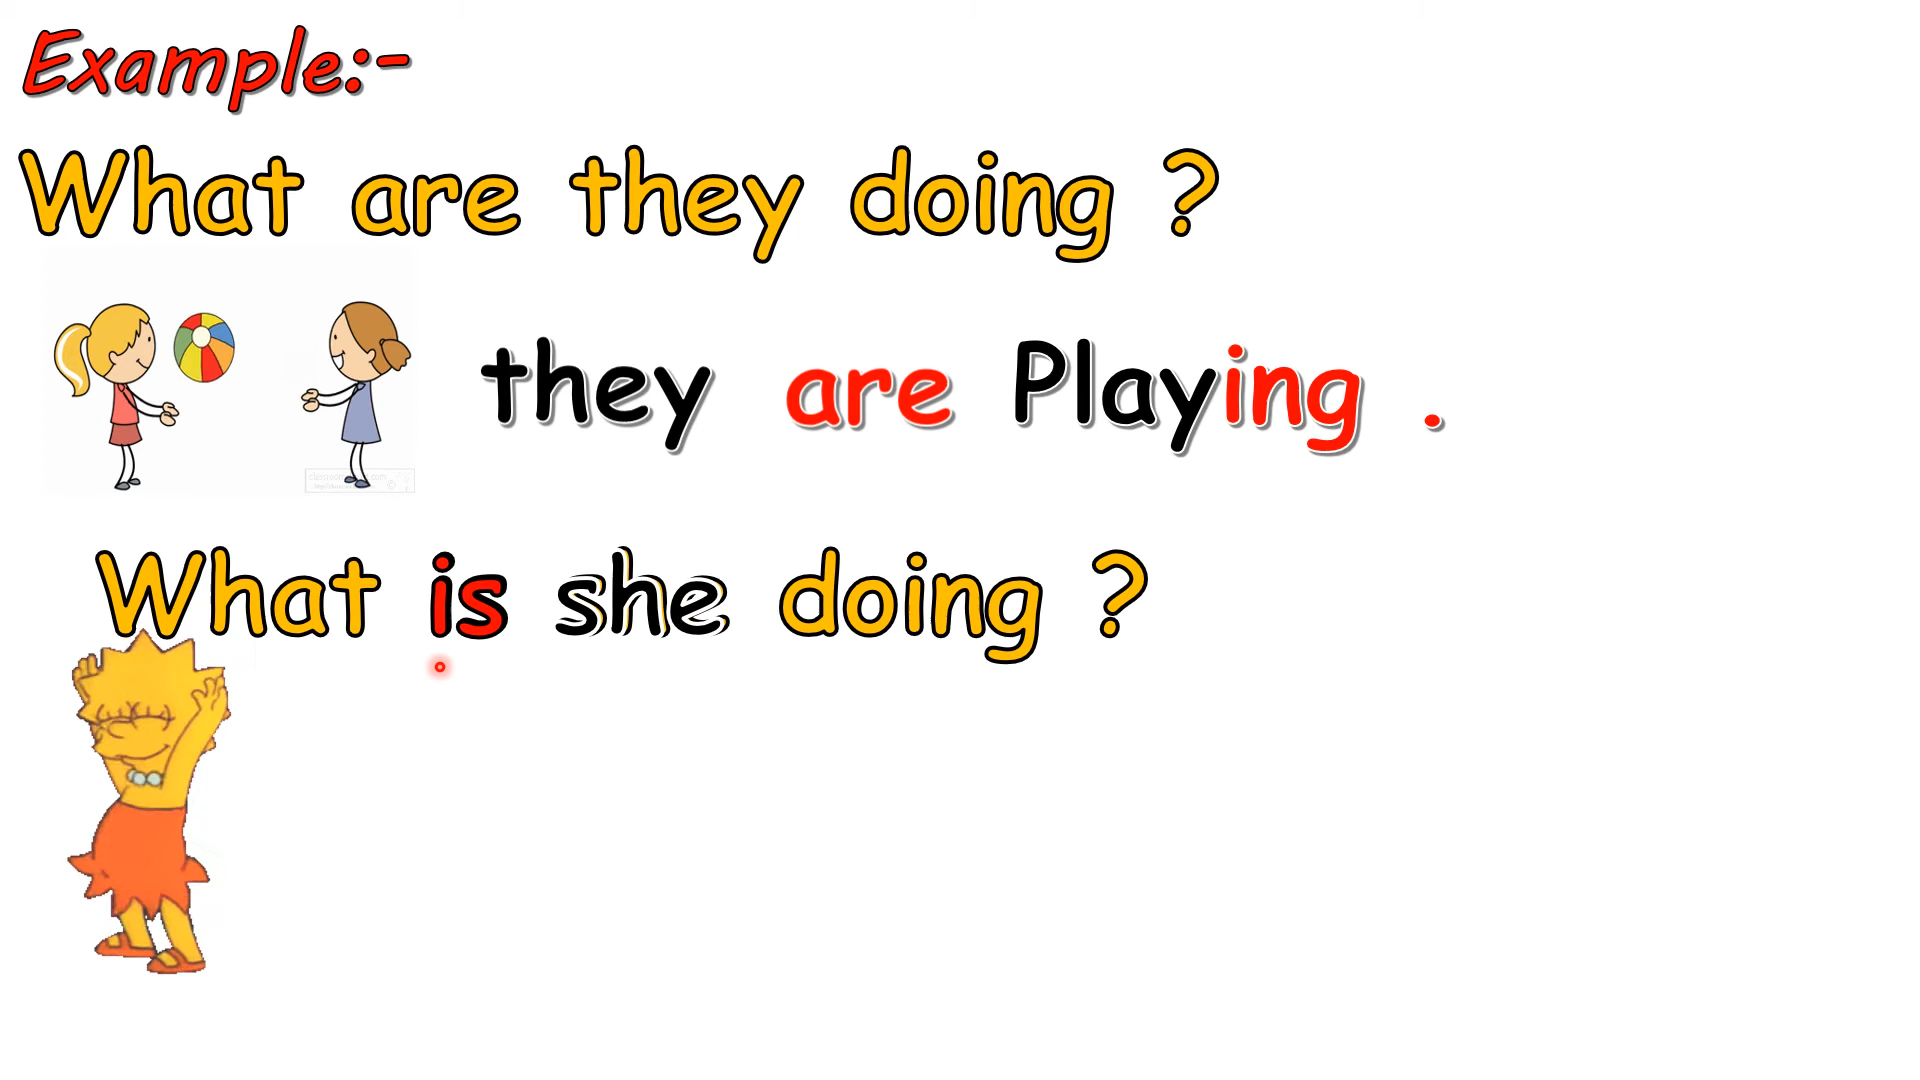 Example:-
What are they doing ?
they are Playing .
What is she doing ?